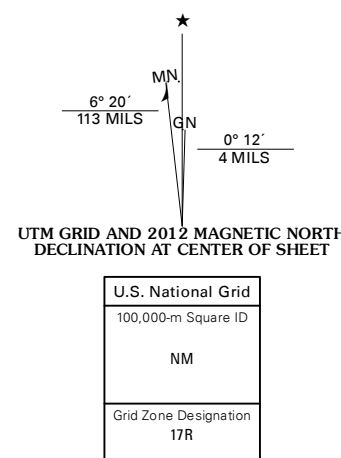 ★
MN.
6° 20´
113 MILS
GN
0° 12´
4 MILS
UTM GRID AND 2012 MAGNETIC NORTH
DECLINATION AT CENTER OF SHEET
U.S. National Grid
100,000-m Square ID
NM
Grid Zone Designation
17R